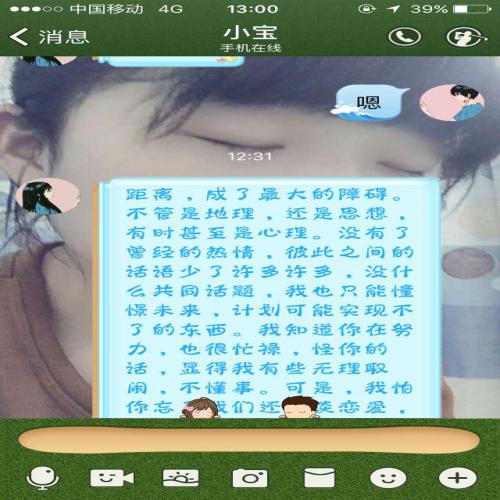 中国移动 4G 13:00 39%
消息
小宝
手机在线
嗯
12:31
距离，成了最大的障碍。
不管是地理，还是思想，
有时甚至是心理。没有了
曾经的热情，彼此之间的
话语少了许多许多，没什
么共同话题，我也只能憧
憬未来，计划可能实现不
了的东西。我知道你在努
力，也很忙禄，怪你的
话，显得我有些无理取
闹，不懂事。可是，我怕
你忘 我们还 谈恋爱，